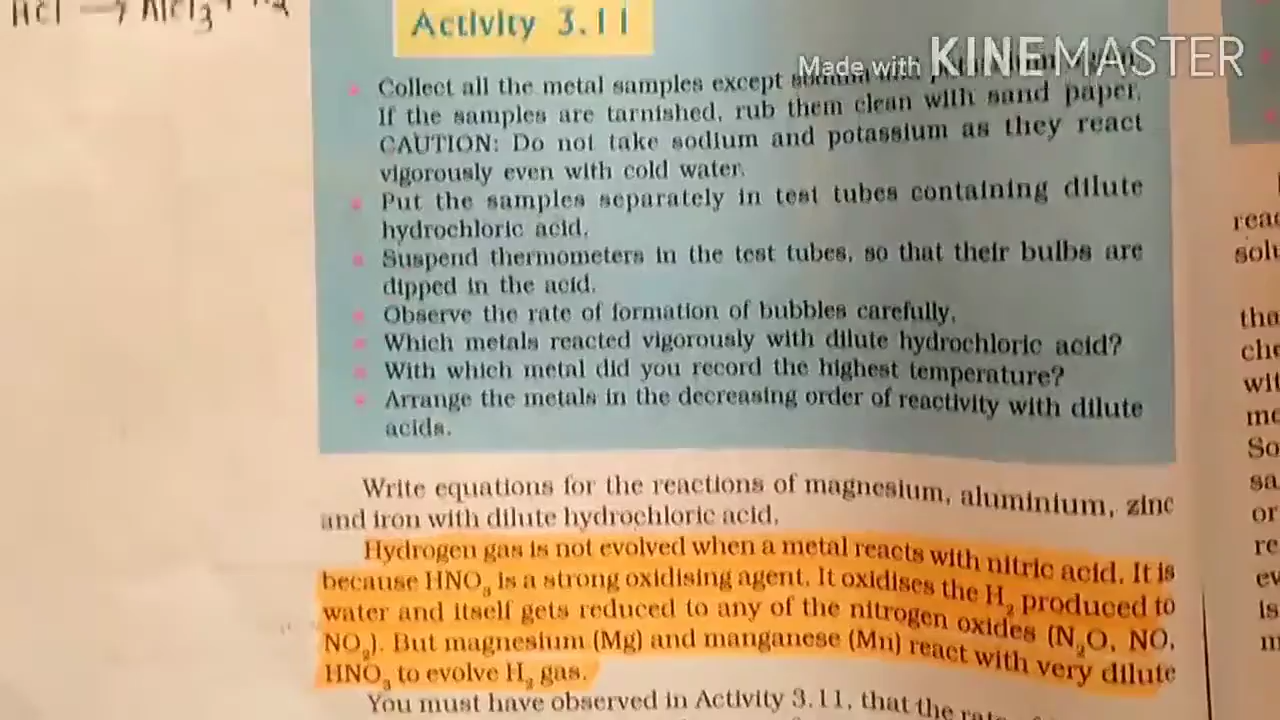 HCl → AlCl₃ +
Activity 3.11
Made with KINEMASTER
Collect all the metal samples except sodium and
If the samples are tarnished, rub them clean with sand paper.
CAUTION: Do not take sodium and potassium as they react
vigorously even with cold water.
Put the samples separately in test tubes containing dilute
hydrochloric acid.
Suspend thermometers in the test tubes, so that their bulbs are
dipped in the acid.
Observe the rate of formation of bubbles carefully.
Which metals reacted vigorously with dilute hydrochloric acid?
With which metal did you record the highest temperature?
Arrange the metals in the decreasing order of reactivity with dilute
acids.
Write equations for the reactions of magnesium, aluminium, zinc
and iron with dilute hydrochloric acid.
Hydrogen gas is not evolved when a metal reacts with nitric acid. It is
because HNO₃ is a strong oxidising agent. It oxidises the H₂ produced to
water and itself gets reduced to any of the nitrogen oxides (N₂O, NO,
NO₂). But magnesium (Mg) and manganese (Mn) react with very dilute
HNO₃ to evolve H₂ gas.
You must have observed in Activity 3.11, that the